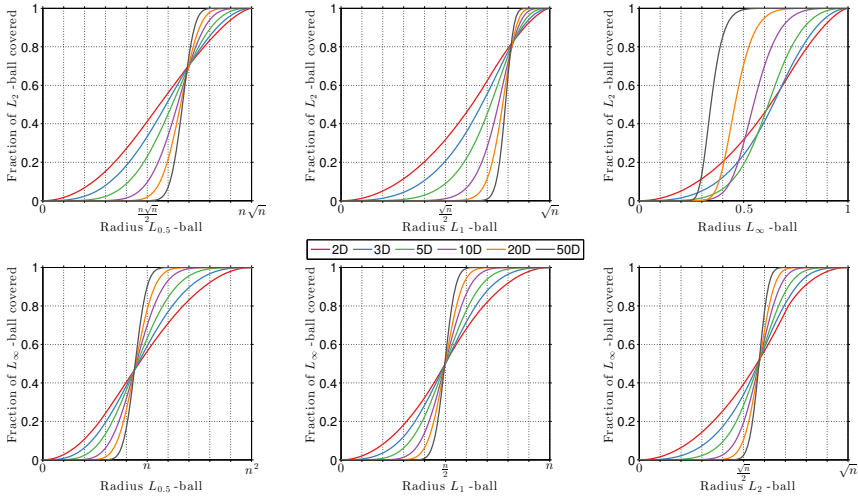 Fraction of L₂ -ball covered
1
0.8
0.6
0.4
0.2
0
0
n√n/2
n√n
Radius L₀.₅ -ball
Fraction of L₂ -ball covered
1
0.8
0.6
0.4
0.2
0
0
√n/2
√n
Radius L₁ -ball
Fraction of L₂ -ball covered
1
0.8
0.6
0.4
0.2
0
0
0.5
1
Radius L∞ -ball
2D 3D 5D 10D 20D 50D
Fraction of L∞ -ball covered
1
0.8
0.6
0.4
0.2
0
0
n
n²
Radius L₀.₅ -ball
Fraction of L∞ -ball covered
1
0.8
0.6
0.4
0.2
0
0
n/2
n
Radius L₁ -ball
Fraction of L∞ -ball covered
1
0.8
0.6
0.4
0.2
0
0
√n/2
√n
Radius L₂ -ball